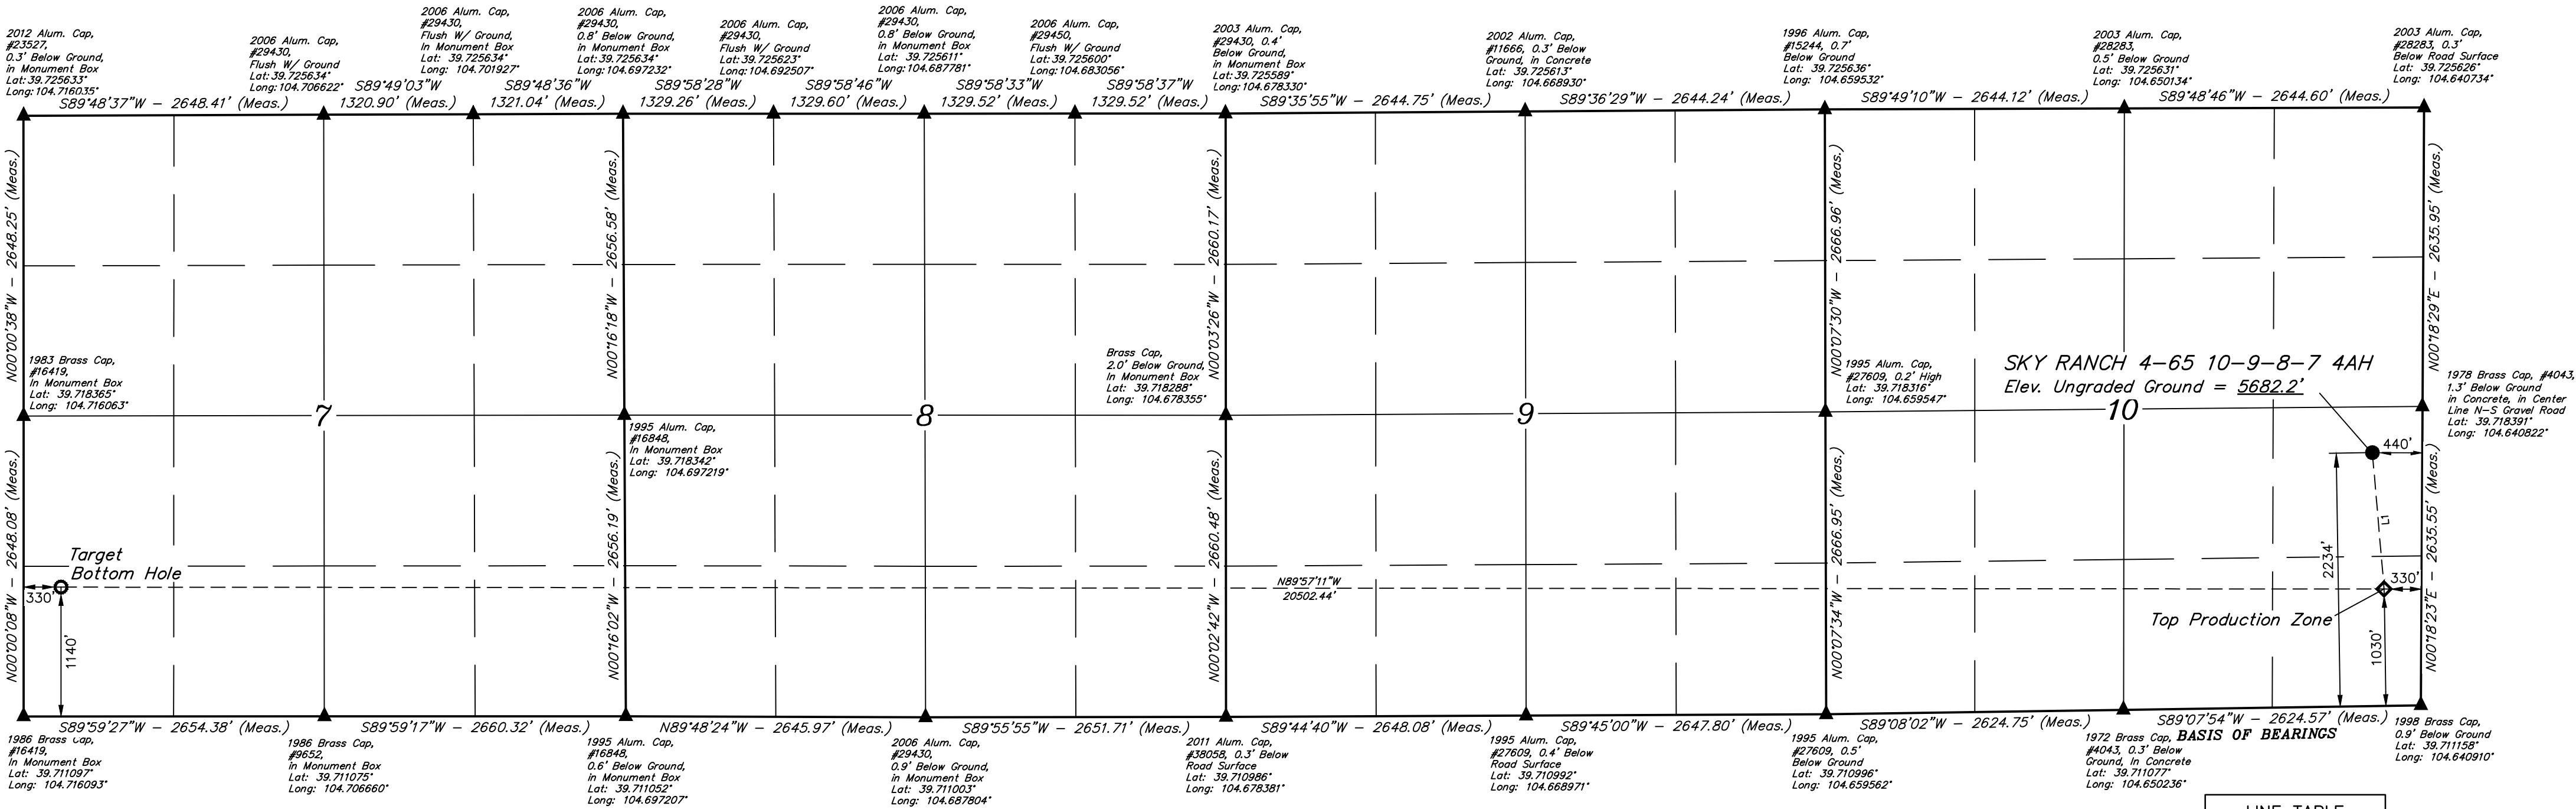 2012 Alum. Cap,
#23527,
0.3' Below Ground,
in Monument Box
Lat: 39.725633°
Long: 104.716035°
2006 Alum. Cap,
#29430,
Flush W/ Ground
Lat: 39.725634°
Long: 104.706622°
2006 Alum. Cap,
#29430,
Flush W/ Ground,
In Monument Box
Lat: 39.725634°
Long: 104.701927°
2006 Alum. Cap,
#29430,
0.8' Below Ground,
in Monument Box
Lat: 39.725634°
Long: 104.697232°
2006 Alum. Cap,
#29430,
Flush W/ Ground
Lat: 39.725623°
Long: 104.692507°
2006 Alum. Cap,
#29430,
0.8' Below Ground,
in Monument Box
Lat: 39.725611°
Long: 104.687781°
2006 Alum. Cap,
#29450,
Flush W/ Ground
Lat: 39.725600°
Long: 104.683056°
2003 Alum. Cap,
#29430, 0.4'
Below Ground,
in Monument Box
Lat: 39.725589°
Long: 104.678330°
2002 Alum. Cap,
#11666, 0.3' Below
Ground, in Concrete
Lat: 39.725613°
Long: 104.668930°
1996 Alum. Cap,
#15244, 0.7'
Below Ground
Lat: 39.725636°
Long: 104.659532°
2003 Alum. Cap,
#28283,
0.5' Below Ground
Lat: 39.725631°
Long: 104.650134°
2003 Alum. Cap,
#28283, 0.3'
Below Road Surface
Lat: 39.725626°
Long: 104.640734°
S89°48'37"W - 2648.41' (Meas.)
S89°49'03"W
1320.90' (Meas.)
S89°48'36"W
1321.04' (Meas.)
S89°58'28"W
1329.26' (Meas.)
S89°58'46"W
1329.60' (Meas.)
S89°58'33"W
1329.52' (Meas.)
S89°58'37"W
1329.52' (Meas.)
S89°35'55"W - 2644.75' (Meas.)
S89°36'29"W - 2644.24' (Meas.)
S89°49'10"W - 2644.12' (Meas.)
S89°48'46"W - 2644.60' (Meas.)
N00°00'38"W - 2648.25' (Meas.)
N00°16'18"W - 2656.58' (Meas.)
N00°03'26"W - 2660.17' (Meas.)
N00°07'30"W - 2666.96' (Meas.)
N00°18'29"E - 2635.95' (Meas.)
1983 Brass Cap,
#16419,
In Monument Box
Lat: 39.718365°
Long: 104.716063°
Brass Cap,
2.0' Below Ground,
In Monument Box
Lat: 39.718288°
Long: 104.678355°
1995 Alum. Cap,
#27609, 0.2' High
Lat: 39.718316°
Long: 104.659547°
SKY RANCH 4-65 10-9-8-7 4AH
Elev. Ungraded Ground = 5682.2'
1978 Brass Cap, #4043,
1.3' Below Ground
in Concrete, in Center
Line N-S Gravel Road
Lat: 39.718391°
Long: 104.640822°
7
8
9
10
1995 Alum. Cap,
#16848,
In Monument Box
Lat: 39.718342°
Long: 104.697219°
440'
2234'
L1
N00°00'08"W - 2648.08' (Meas.)
N00°16'02"W - 2656.19' (Meas.)
N00°02'42"W - 2660.48' (Meas.)
N00°07'34"W - 2666.95' (Meas.)
N00°18'23"E - 2635.55' (Meas.)
Target
Bottom Hole
330'
1140'
N89°57'11"W
20502.44'
330'
Top Production Zone
1030'
S89°59'27"W - 2654.38' (Meas.)
S89°59'17"W - 2660.32' (Meas.)
N89°48'24"W - 2645.97' (Meas.)
S89°55'55"W - 2651.71' (Meas.)
S89°44'40"W - 2648.08' (Meas.)
S89°45'00"W - 2647.80' (Meas.)
S89°08'02"W - 2624.75' (Meas.)
S89°07'54"W - 2624.57' (Meas.)
BASIS OF BEARINGS
1986 Brass Cap,
#16419,
In Monument Box
Lat: 39.711097°
Long: 104.716093°
1986 Brass Cap,
#9652,
in Monument Box
Lat: 39.711075°
Long: 104.706660°
1995 Alum. Cap,
#16848,
0.6' Below Ground,
in Monument Box
Lat: 39.711052°
Long: 104.697207°
2006 Alum. Cap,
#29430,
0.9' Below Ground,
in Monument Box
Lat: 39.711003°
Long: 104.687804°
2011 Alum. Cap,
#38058, 0.3' Below
Road Surface
Lat: 39.710986°
Long: 104.678381°
1995 Alum. Cap,
#27609, 0.4' Below
Road Surface
Lat: 39.710992°
Long: 104.668971°
1995 Alum. Cap,
#27609, 0.5'
Below Ground
Lat: 39.710996°
Long: 104.659562°
1972 Brass Cap,
#4043, 0.3' Below
Ground, In Concrete
Lat: 39.711077°
Long: 104.650236°
1998 Brass Cap,
0.9' Below Ground
Lat: 39.711158°
Long: 104.640910°
LINE TABLE